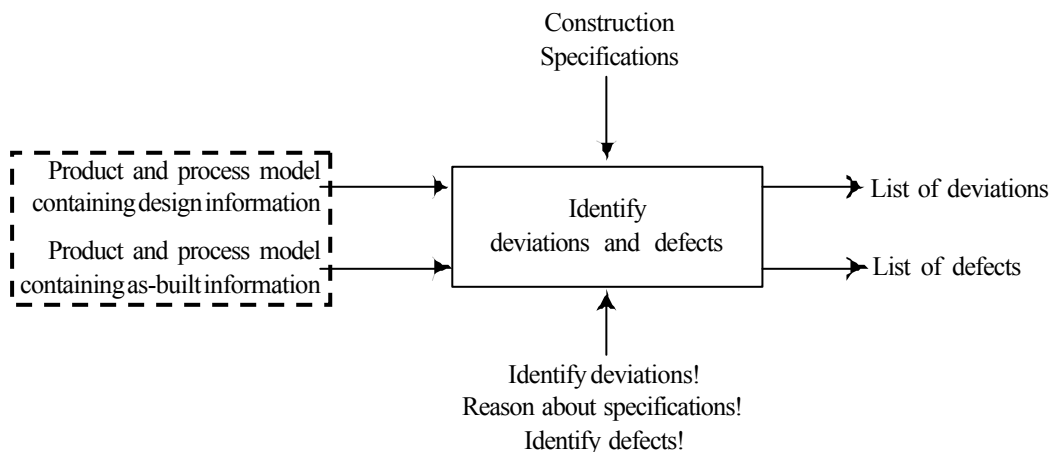 Construction
Specifications
Product and process model
containing design information
Product and process model
containing as-built information
Identify
deviations and defects
List of deviations
List of defects
Identify deviations!
Reason about specifications!
Identify defects!